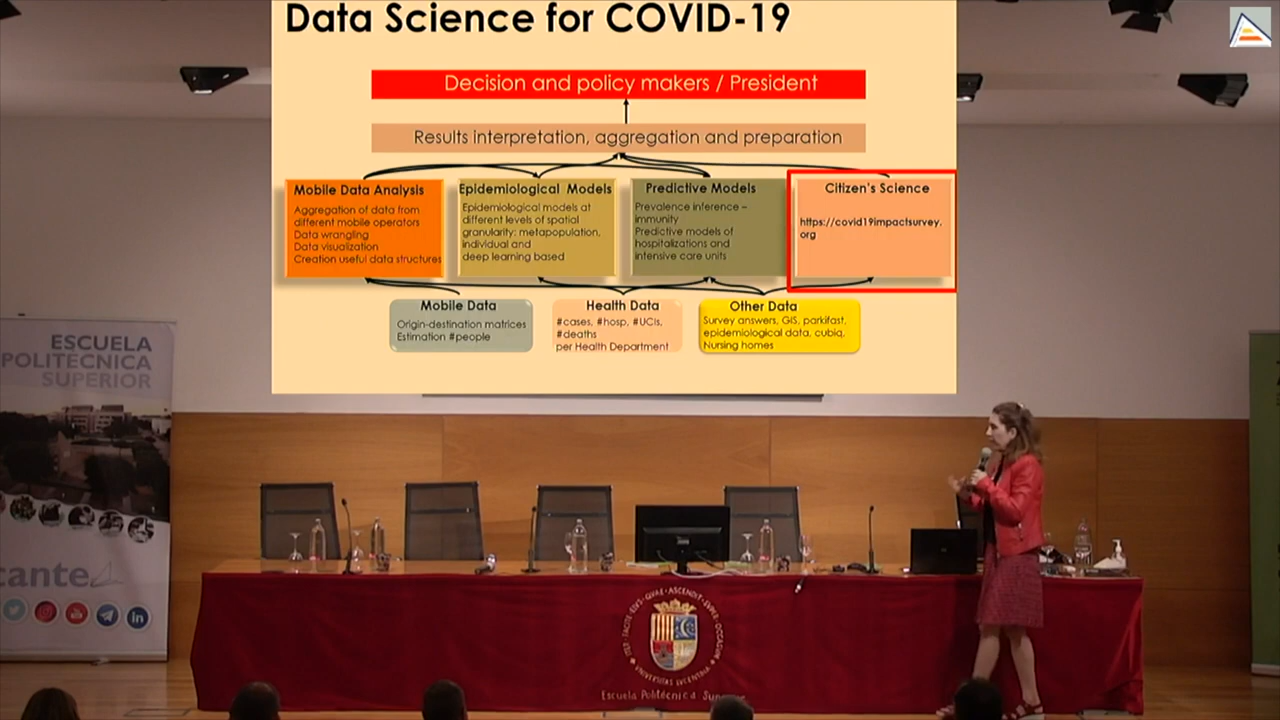 Data Science for COVID-19
Decision and policy makers / President
Results interpretation, aggregation and preparation
Mobile Data Analysis
Aggregation of data from
different mobile operators
Data wrangling
Data visualization
Creation useful data structures
Epidemiological Models
Epidemiological models at
different levels of spatial
granularity: metapopulation,
individual and
deep learning based
Predictive Models
Prevalence inference –
immunity
Predictive models of
hospitalizations and
intensive care units
Citizen's Science
https://covid19impactsurvey.
org
Mobile Data
Origin-destination matrices
Estimation #people
Health Data
#cases, #hosp, #UCIs,
#deaths
per Health Department
Other Data
Survey answers, GIS, parkifast,
epidemiological data, cubiq,
Nursing homes
ESCUELA
POLITÉCNICA
SUPERIOR
cante
Escuela Politécnica Super